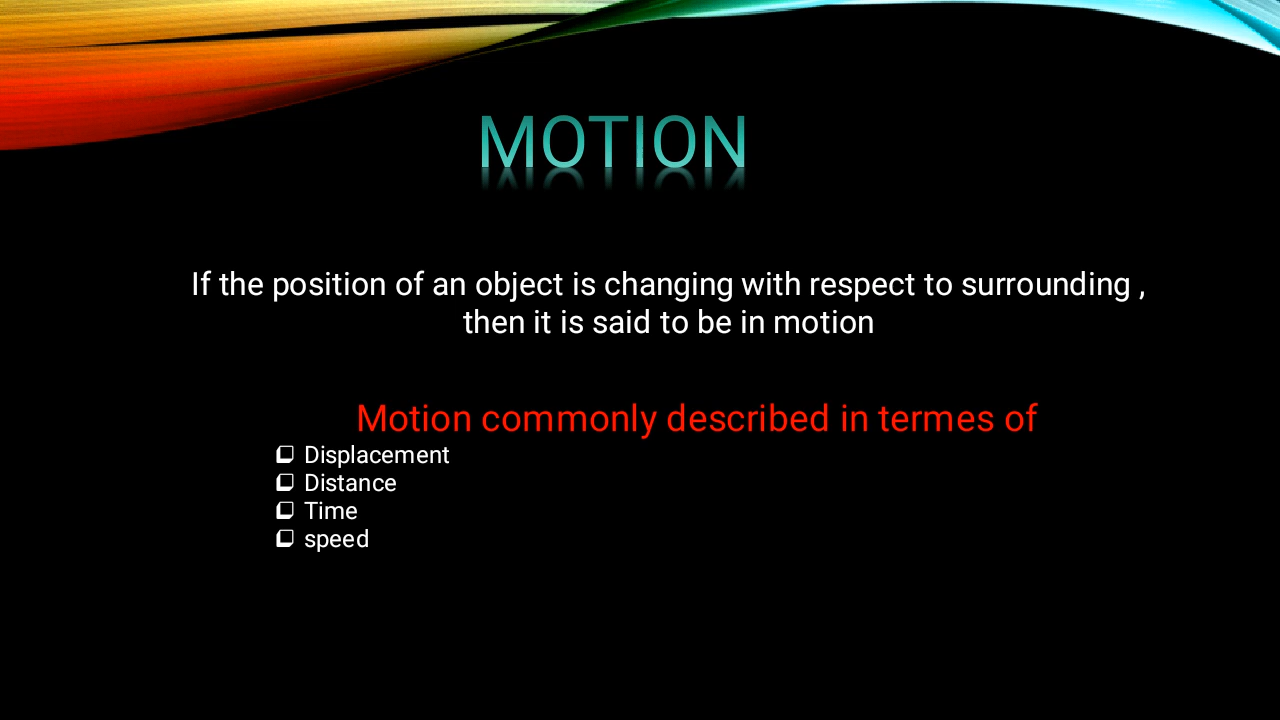 MOTION
If the position of an object is changing with respect to surrounding ,
then it is said to be in motion
Motion commonly described in termes of
❑ Displacement
❑ Distance
❑ Time
❑ speed